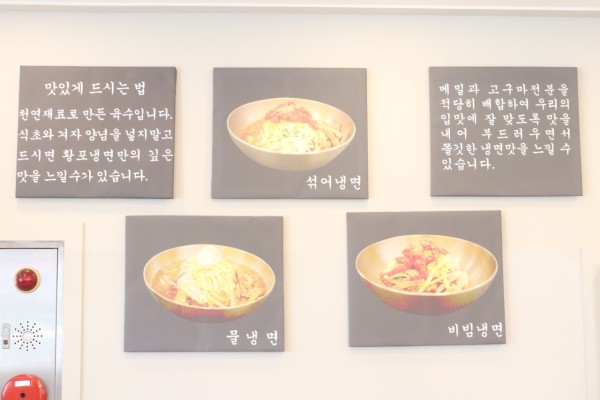 맛있게 드시는 법
천연재료로 만든 육수입니다.
식초와 겨자 양념을 넣지말고
드시면 황포냉면만의 깊은
맛을 느낄수가 있습니다.
섞어냉면
메밀과 고구마전분을
적당히 배합하여 우리의
입맛에 잘 맞도록 맛을
내어 부드러우면서
쫄깃한 냉면맛을 느낄 수
있습니다.
물냉면
비빔냉면